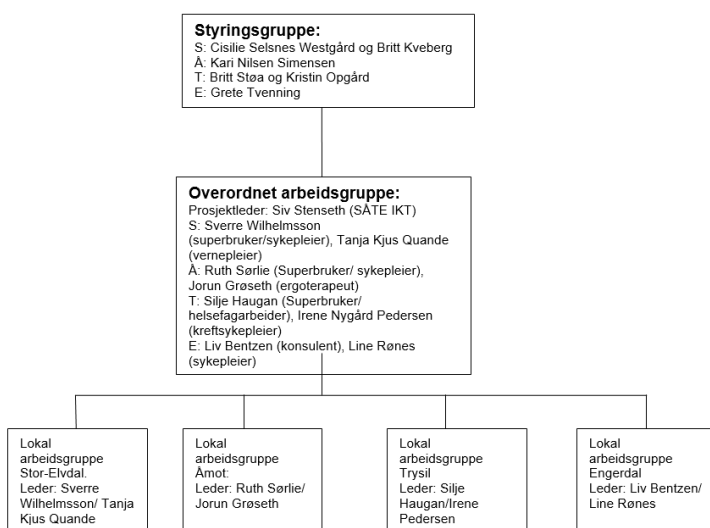 Styringsgruppe:
S: Cisilie Selsnes Westgård og Britt Kveberg
Å: Kari Nilsen Simensen
T: Britt Støa og Kristin Opgård
E: Grete Tvenning
Overordnet arbeidsgruppe:
Prosjektleder: Siv Stenseth (SÅTE IKT)
S: Sverre Wilhelmsson
(superbruker/sykepleier), Tanja Kjus Quande
(vernepleier)
Å: Ruth Sørlie (Superbruker/ sykepleier),
Jorun Grøseth (ergoterapeut)
T: Silje Haugan (Superbruker/
helsefagarbeider), Irene Nygård Pedersen
(kreftsykepleier)
E: Liv Bentzen (konsulent), Line Rønes
(sykepleier)
Lokal
arbeidsgruppe
Stor-Elvdal.
Leder: Sverre
Wilhelmsson/ Tanja
Kjus Quande
Lokal
arbeidsgruppe
Åmot:
Leder: Ruth Sørlie/
Jorun Grøseth
Lokal
arbeidsgruppe
Trysil
Leder: Silje
Haugan/Irene
Pedersen
Lokal
arbeidsgruppe
Engerdal
Leder: Liv Bentzen/
Line Rønes